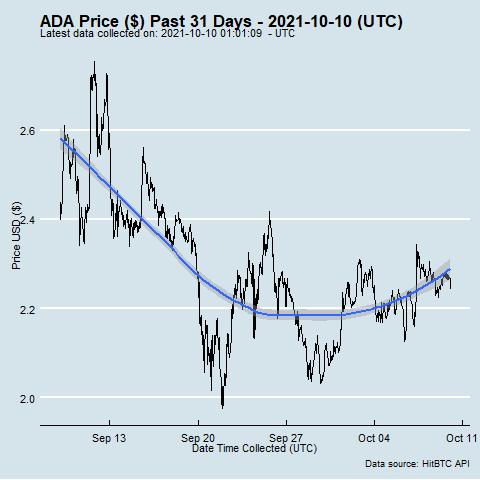 ADA Price ($) Past 31 Days - 2021-10-10 (UTC)
Latest data collected on: 2021-10-10 01:01:09 - UTC
2.6
2.4
2.2
2.0
Price USD ($)
Sep 13 Sep 20 Sep 27 Oct 04 Oct 11
Date Time Collected (UTC)
Data source: HitBTC API